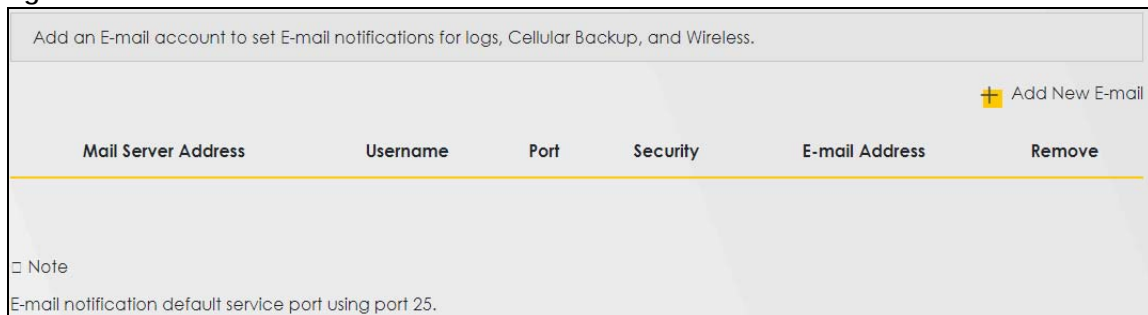 Add an E-mail account to set E-mail notifications for logs, Cellular Backup, and Wireless.
+ Add New E-mail
Mail Server Address Username Port Security E-mail Address Remove
□ Note
E-mail notification default service port using port 25.